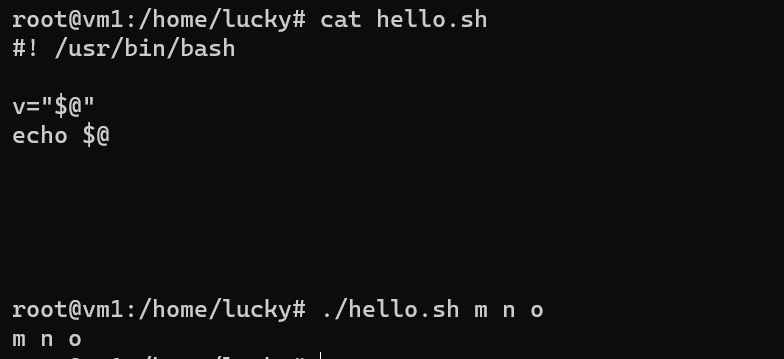 root@vm1:/home/lucky# cat hello.sh
#! /usr/bin/bash
v="$@"
echo $@
root@vm1:/home/lucky# ./hello.sh m n o
m n o